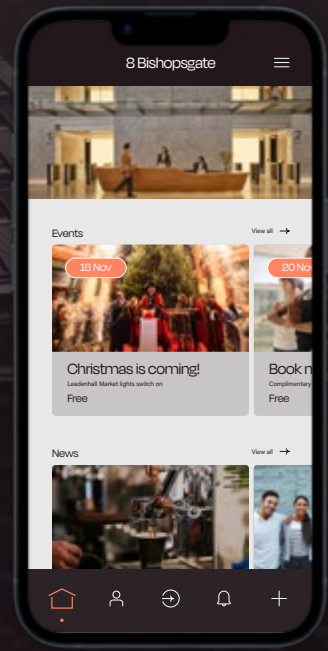 8 Bishopsgate
Events
View all
16 Nov
20 Nov
Christmas is coming!
Leadenhall Market lights switch on
Free
Book n
Complimentary
Free
News
View all